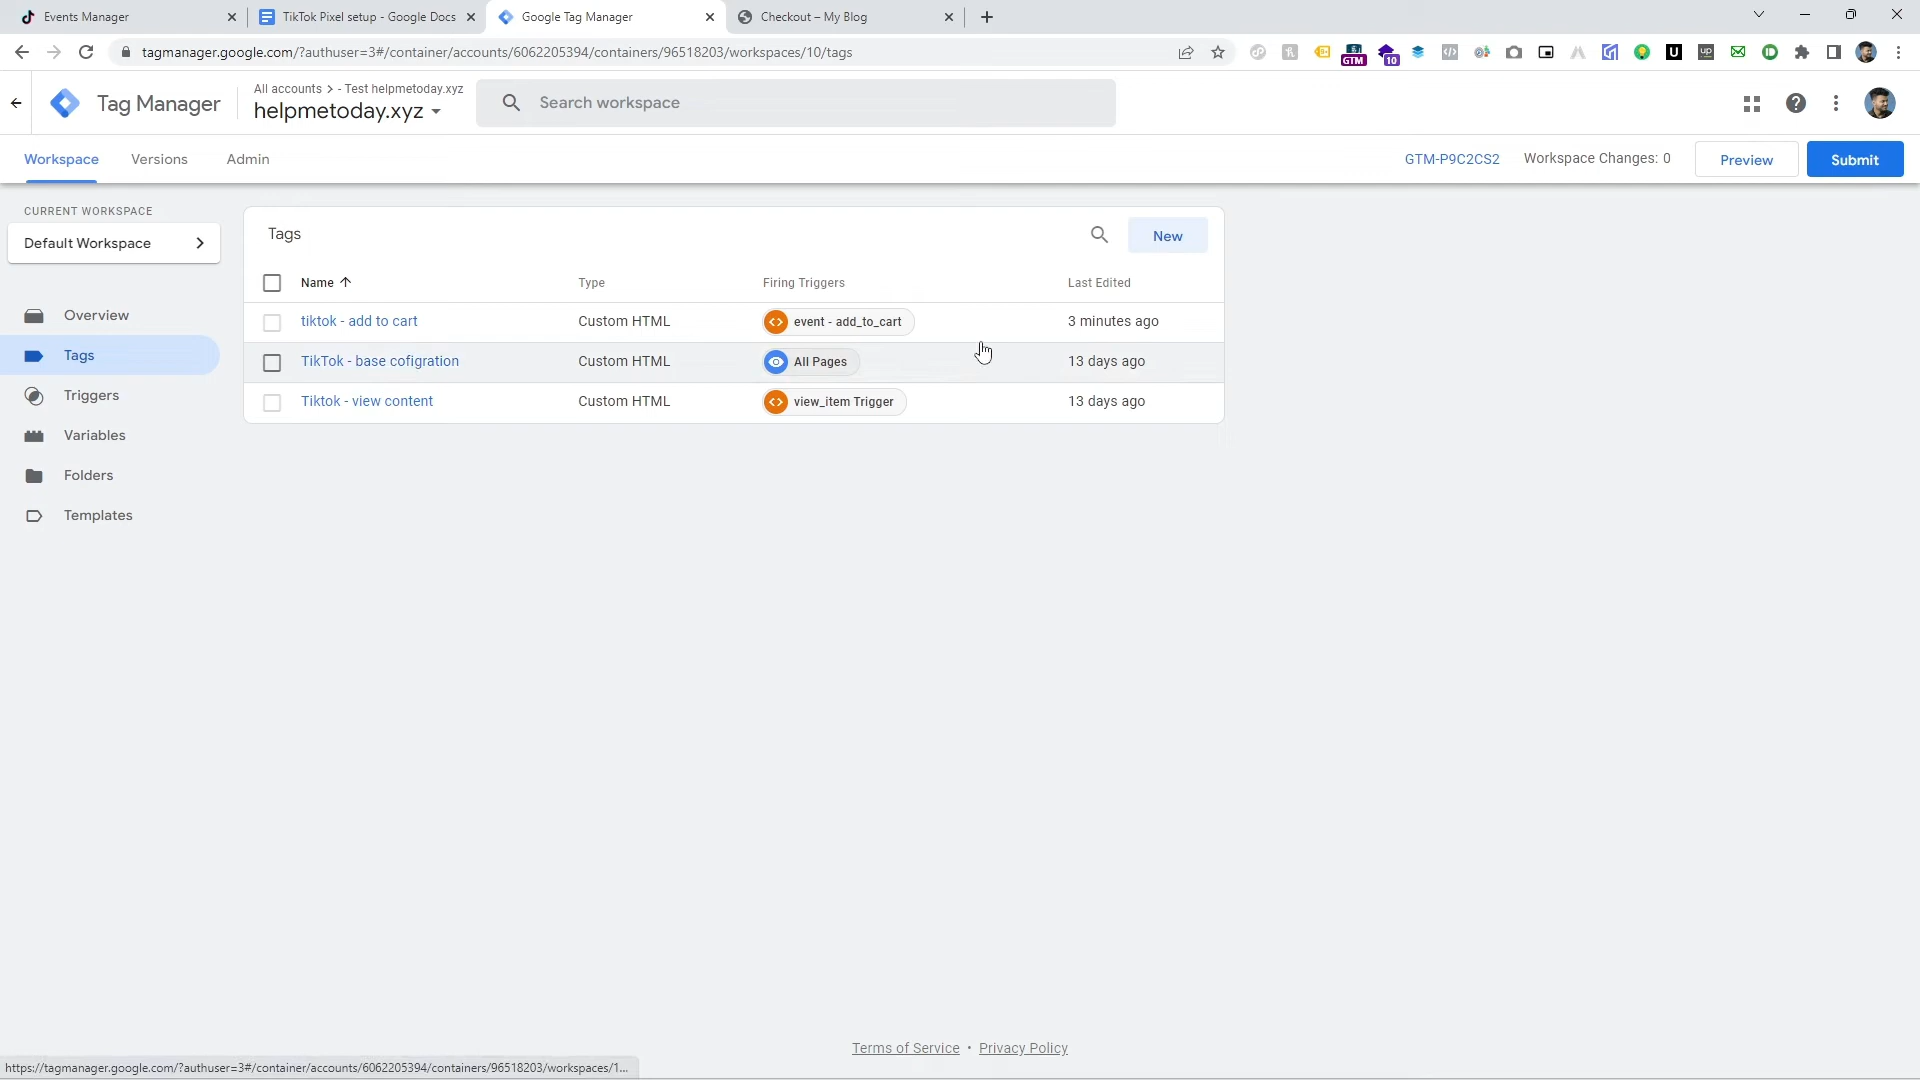 Events Manager
TikTok Pixel setup - Google Docs
Google Tag Manager
Checkout – My Blog
tagmanager.google.com/?authuser=3#/container/accounts/6062205394/containers/96518203/workspaces/10/tags
GTM
10
U
up
Tag Manager
All accounts > - Test helpmetoday.xyz
helpmetoday.xyz
Search workspace
Workspace
Versions
Admin
GTM-P9C2CS2
Workspace Changes: 0
Preview
Submit
CURRENT WORKSPACE
Default Workspace
Overview
Tags
Triggers
Variables
Folders
Templates
Tags
New
Name
Type
Firing Triggers
Last Edited
tiktok - add to cart
Custom HTML
event - add_to_cart
3 minutes ago
TikTok - base cofigration
Custom HTML
All Pages
13 days ago
Tiktok - view content
Custom HTML
view_item Trigger
13 days ago
Terms of Service • Privacy Policy
https://tagmanager.google.com/?authuser=3#/container/accounts/6062205394/containers/96518203/workspaces/1...